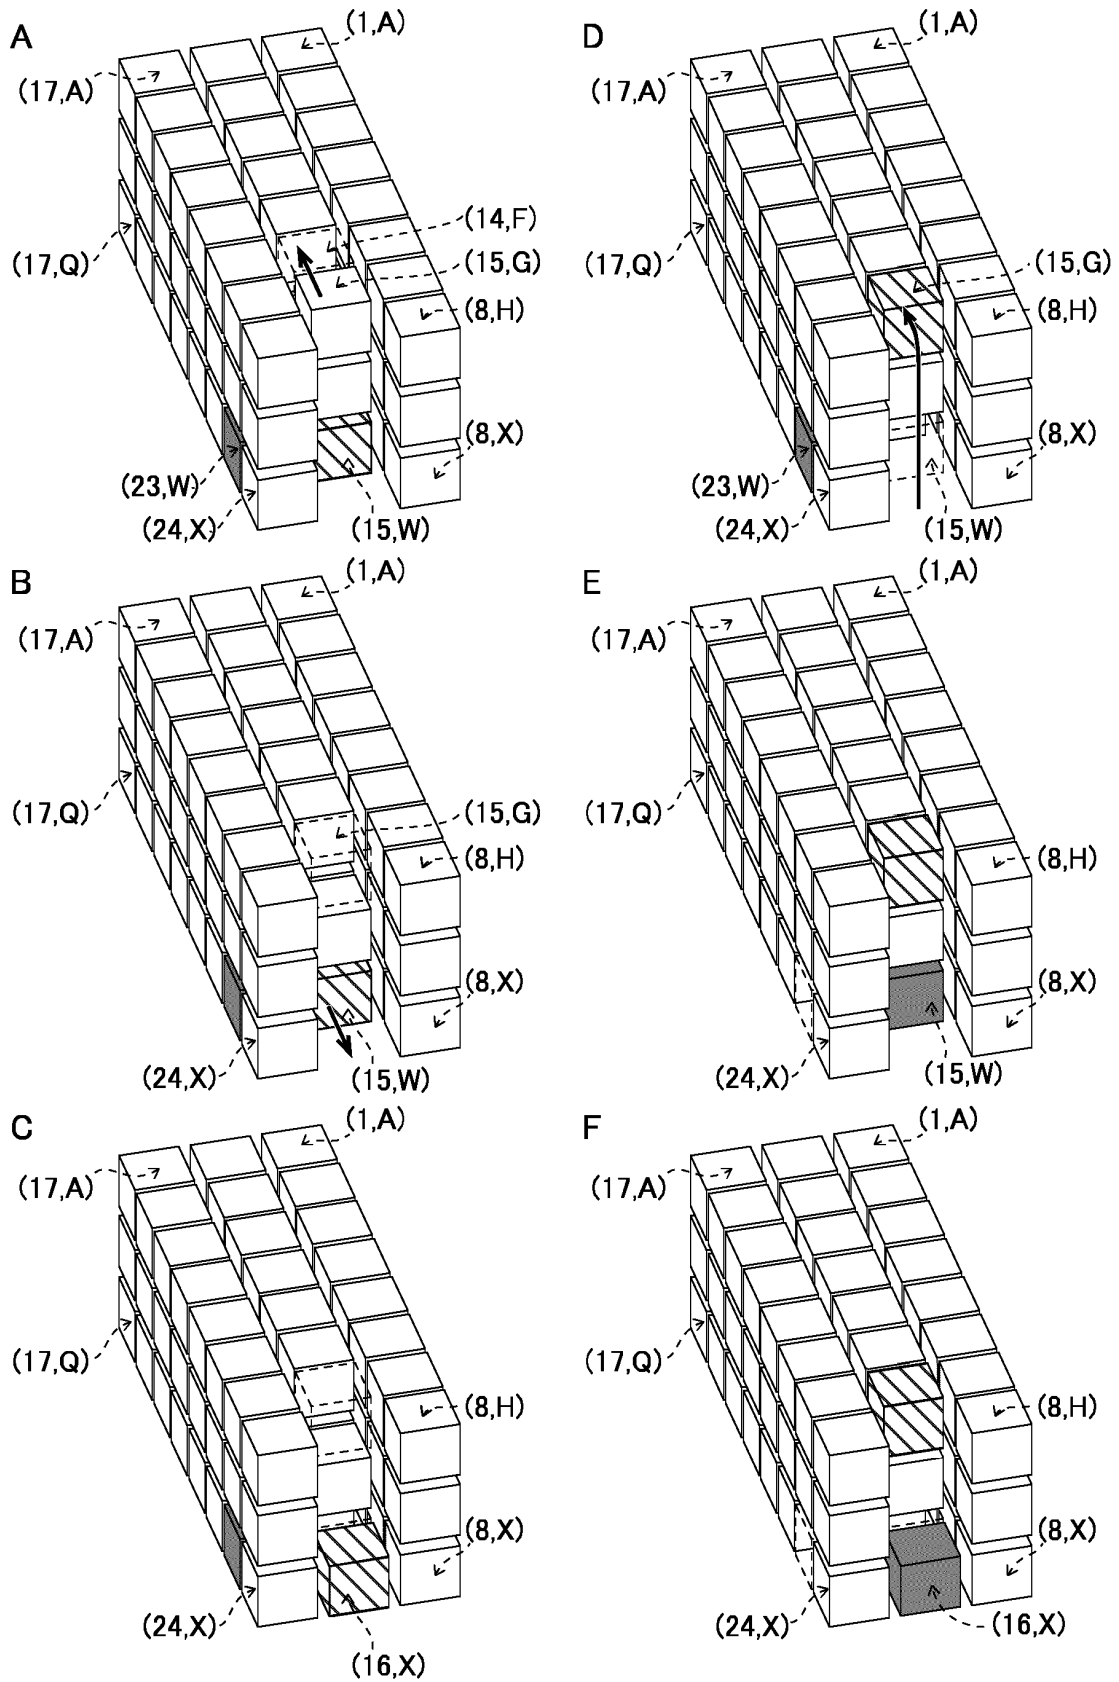 A
(1,A)
(17,A)
(14,F)
(15,G)
(17,Q)
(8,H)
(8,X)
(23,W)
(24,X)
(15,W)
D
(1,A)
(17,A)
(15,G)
(17,Q)
(8,H)
(8,X)
(23,W)
(24,X)
(15,W)
B
(1,A)
(17,A)
(15,G)
(17,Q)
(8,H)
(8,X)
(24,X)
(15,W)
E
(1,A)
(17,A)
(17,Q)
(8,H)
(8,X)
(24,X)
(15,W)
C
(1,A)
(17,A)
(17,Q)
(8,H)
(8,X)
(24,X)
(16,X)
F
(1,A)
(17,A)
(17,Q)
(8,H)
(8,X)
(24,X)
(16,X)